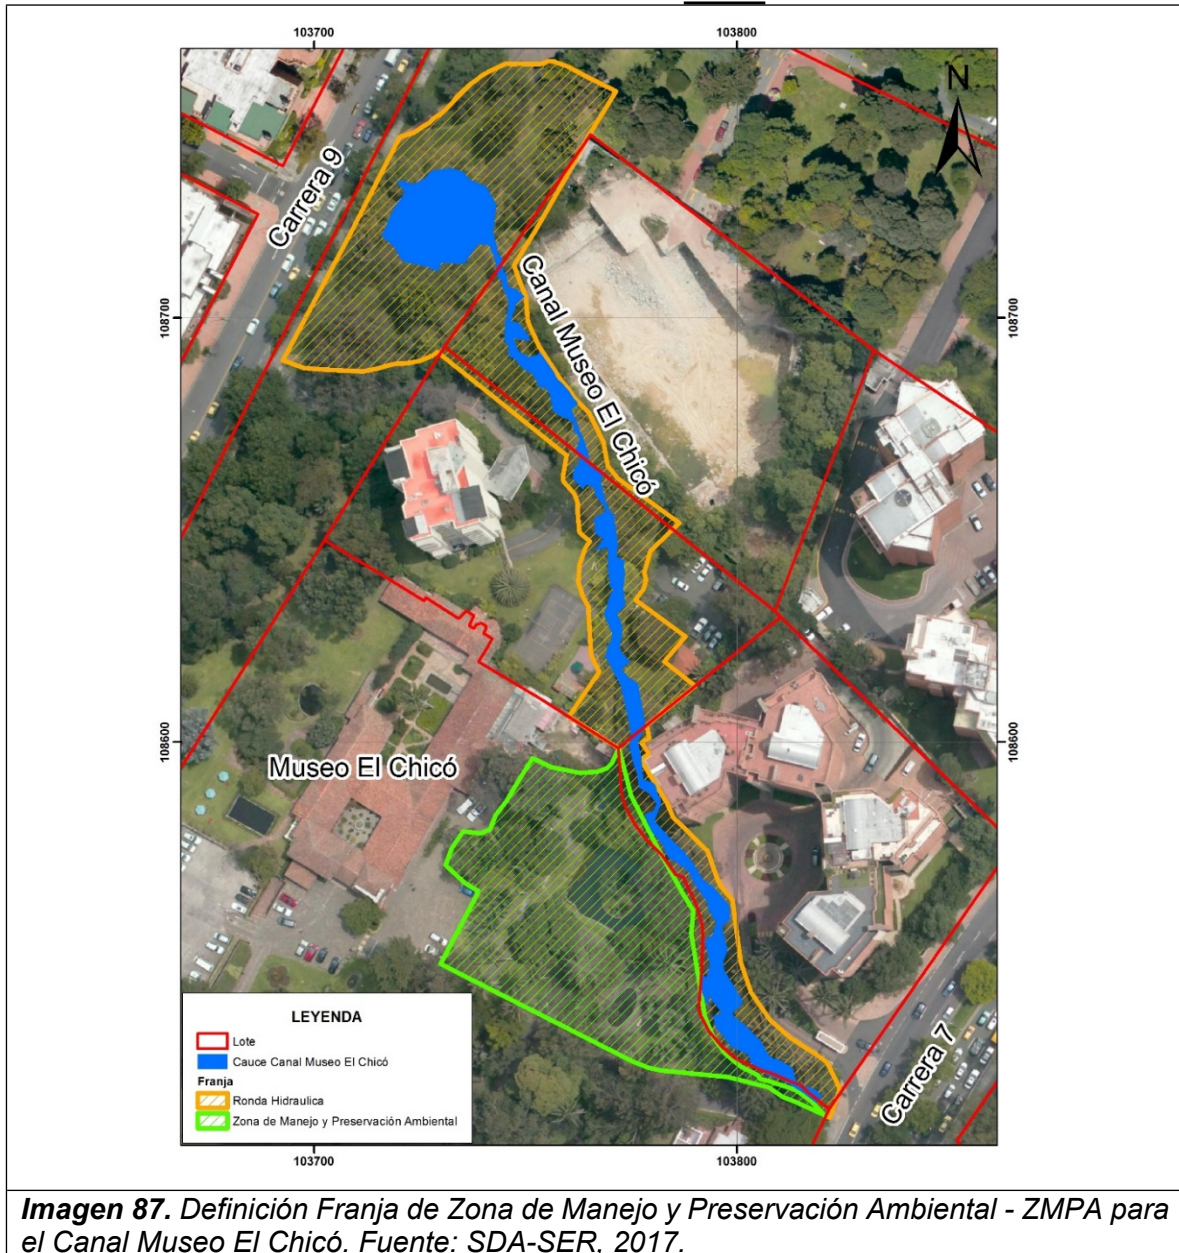 103700
103800
N
Carrera 9
108700
108700
Canal Museo El Chicó
108600
108600
Museo El Chicó
LEYENDA
Lote
Cauce Canal Museo El Chicó
Franja
Ronda Hidraulica
Zona de Manejo y Preservación Ambiental
Carrera 7
103700
103800
Imagen 87. Definición Franja de Zona de Manejo y Preservación Ambiental - ZMPA para
el Canal Museo El Chicó. Fuente: SDA-SER, 2017.